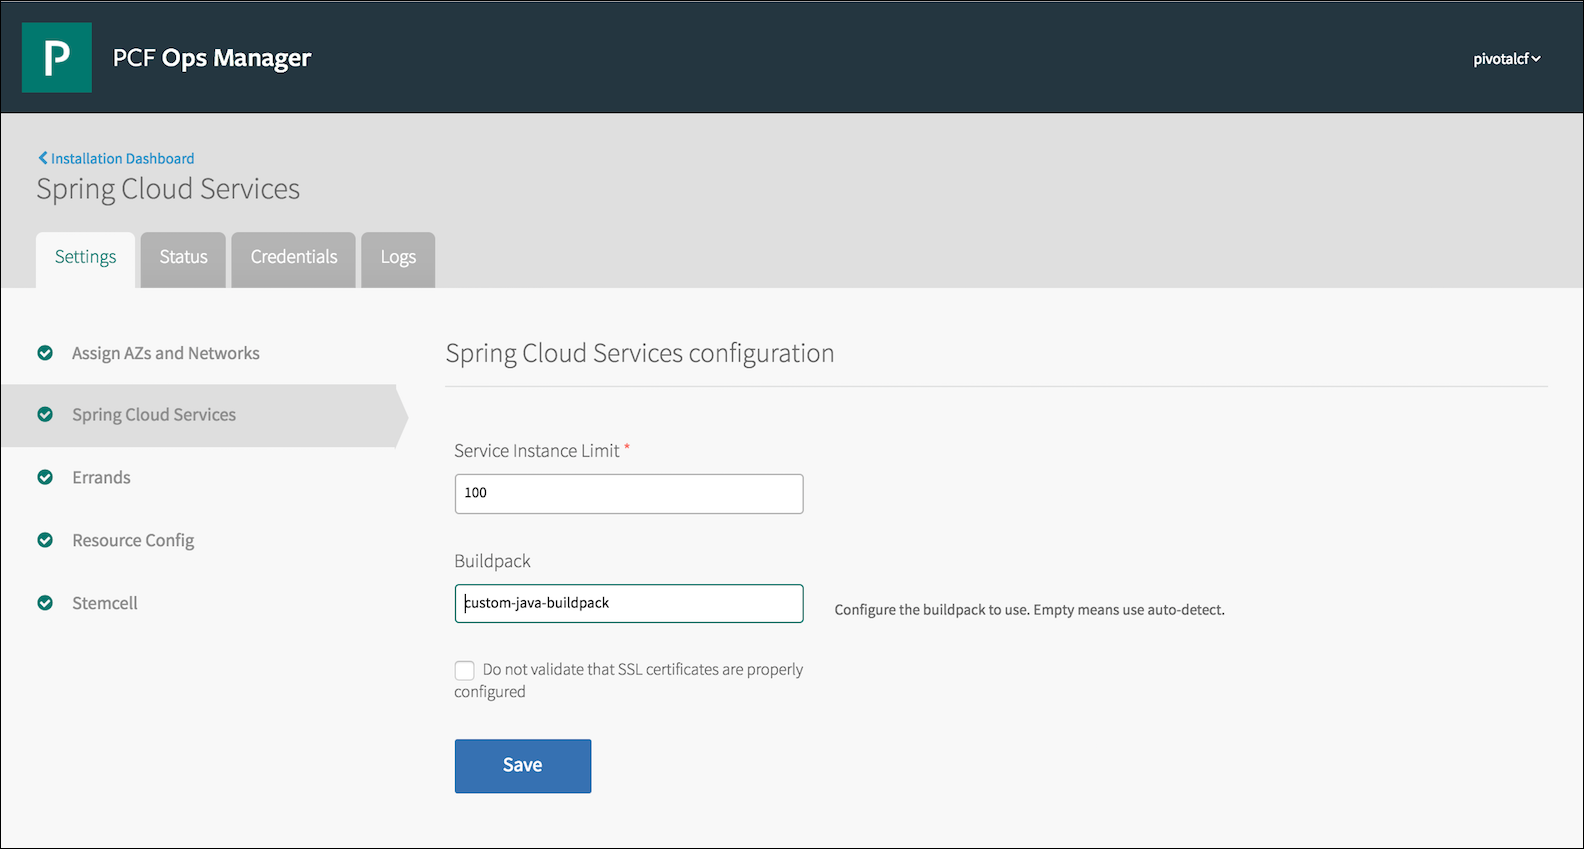 P
PCF Ops Manager
pivotalcf
Installation Dashboard
Spring Cloud Services
Settings
Status
Credentials
Logs
Assign AZs and Networks
Spring Cloud Services
Errands
Resource Config
Stemcell
Spring Cloud Services configuration
Service Instance Limit *
100
Buildpack
custom-java-buildpack
Configure the buildpack to use. Empty means use auto-detect.
Do not validate that SSL certificates are properly
configured
Save